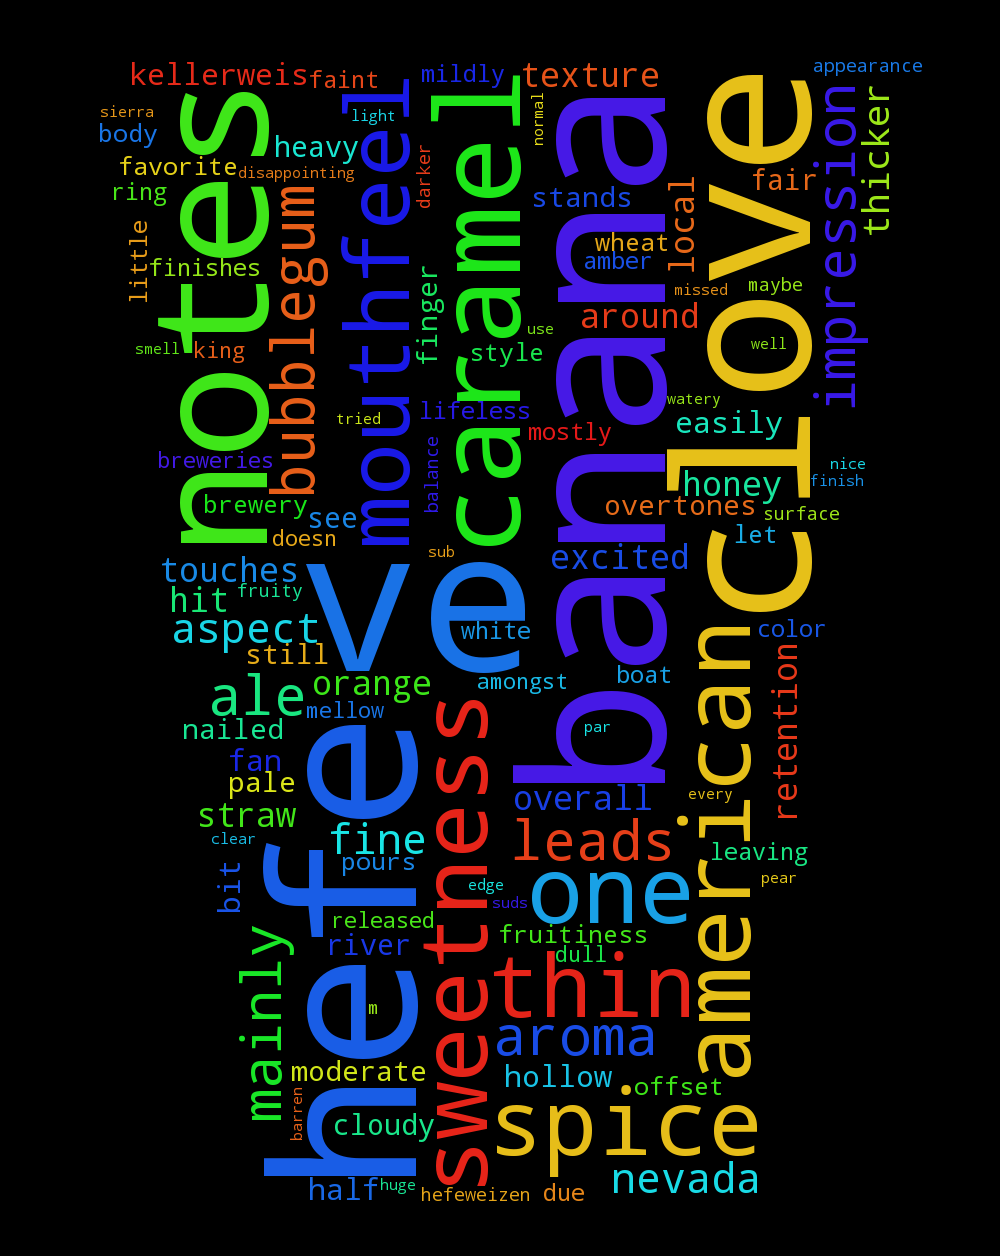 kellerweis
faint
mildly
texture
appearance
sierra
light
normal
body
notes
mouthfeel
caramel
banana
clove
impression
thicker
heavy
favorite
disappointing
darker
ring
bubblegum
stands
local
fair
little
wheat
finishes
amber
finger
missed
maybe
around
use
smell
king
style
well
tried
lifeless
watery
mostly
easily
breweries
balance
nice
honey
finish
brewery
overtones
surface
see
doesn
let
sub
excited
touches
ve
hit
fruity
aspect
white
color
still
american
retention
amongst
boat
ale
orange
mellow
nailed
hefe
sweetness
par
fan
pale
overall
every
straw
clear
fine
leads
leaving
pours
bit
edge
one
pear
suds
released
fruitiness
river
dull
mainly
thin
m
aroma
moderate
hollow
offset
barren
cloudy
spice
half
huge
hefeweizen
due
nevada